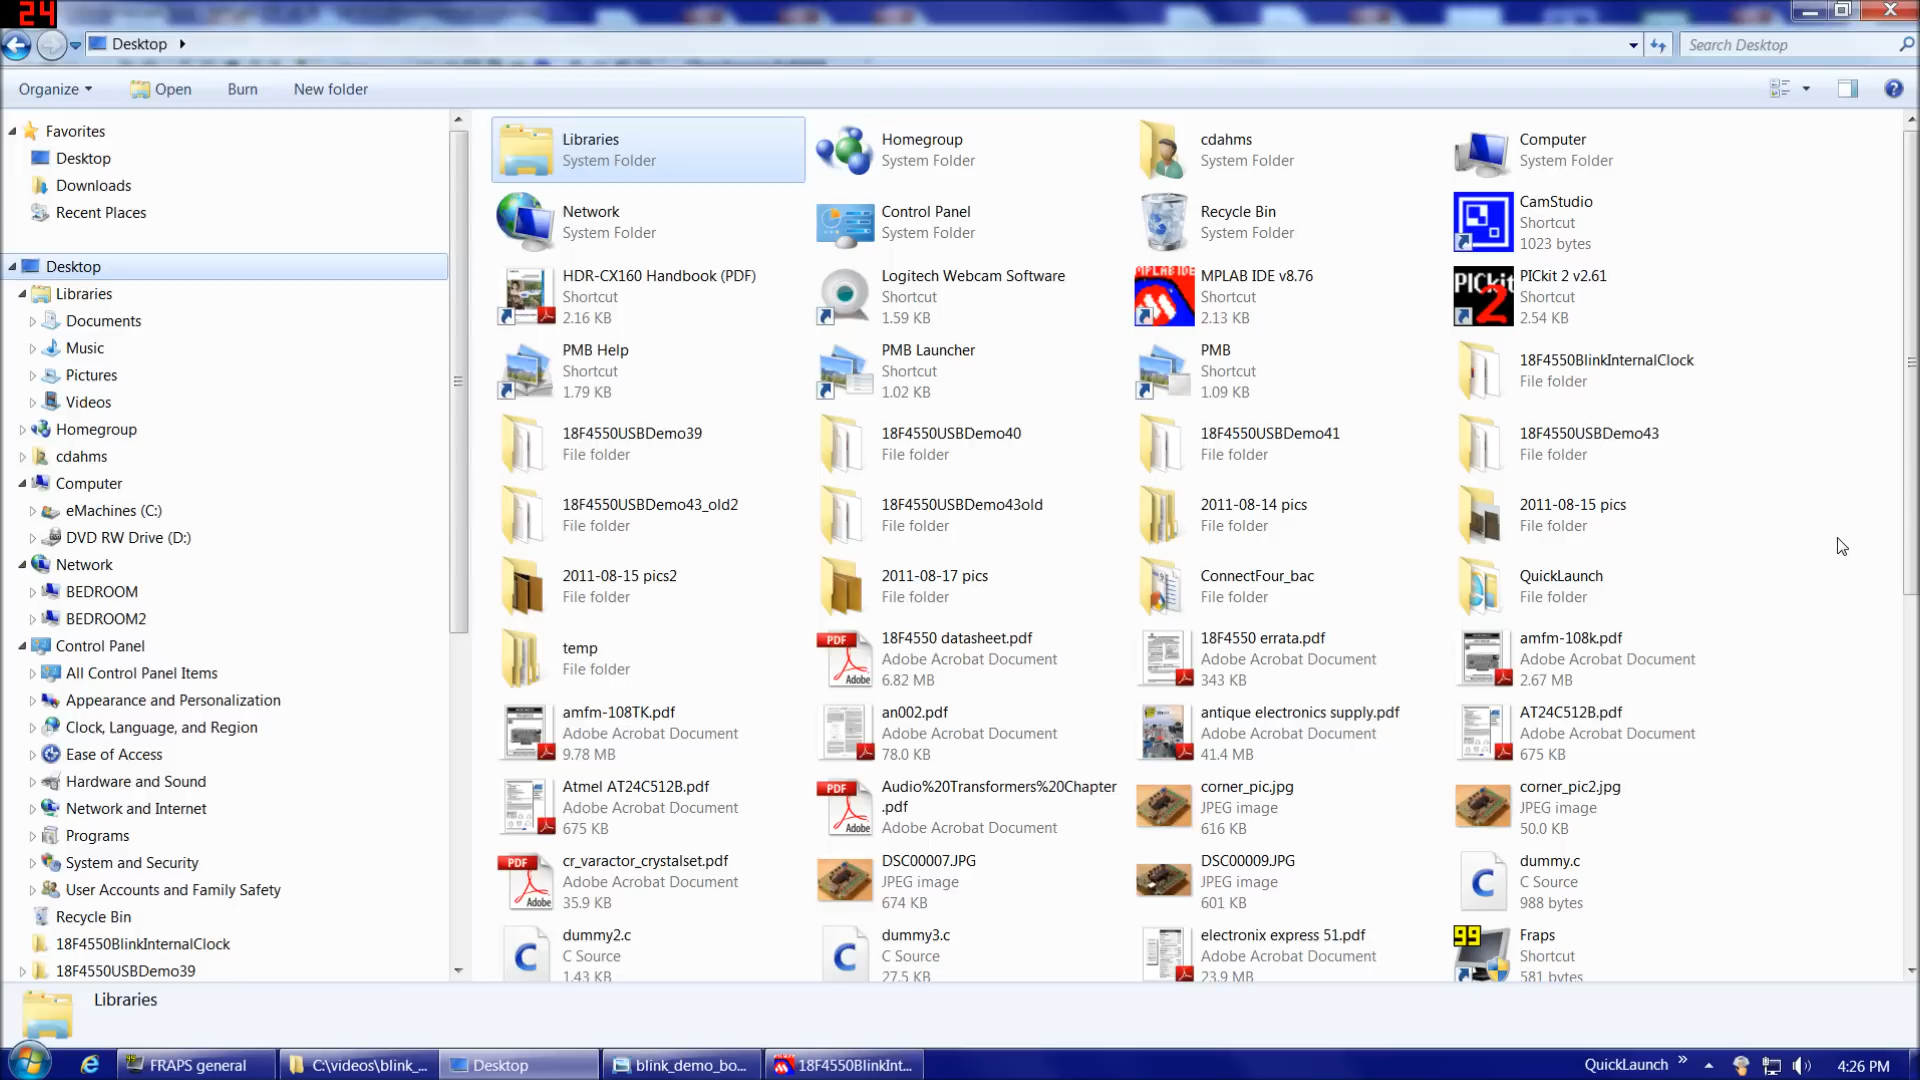 24
Desktop
Search Desktop
Organize
Open
Burn
New folder
Favorites
Desktop
Downloads
Recent Places
Desktop
Libraries
Documents
Music
Pictures
Videos
Homegroup
cdahms
Computer
eMachines (C:)
DVD RW Drive (D:)
Network
BEDROOM
BEDROOM2
Control Panel
All Control Panel Items
Appearance and Personalization
Clock, Language, and Region
Ease of Access
Hardware and Sound
Network and Internet
Programs
System and Security
User Accounts and Family Safety
Recycle Bin
18F4550BlinkInternalClock
18F4550USBDemo39
Libraries
System Folder
Homegroup
System Folder
cdahms
System Folder
Computer
System Folder
Network
System Folder
Control Panel
System Folder
Recycle Bin
System Folder
CamStudio
Shortcut
1023 bytes
HDR-CX160 Handbook (PDF)
Shortcut
2.16 KB
Logitech Webcam Software
Shortcut
1.59 KB
MPLAB IDE
MPLAB IDE v8.76
Shortcut
2.13 KB
PICkit
2
PICkit 2 v2.61
Shortcut
2.54 KB
PMB Help
Shortcut
1.79 KB
PMB Launcher
Shortcut
1.02 KB
PMB
Shortcut
1.09 KB
18F4550BlinkInternalClock
File folder
18F4550USBDemo39
File folder
18F4550USBDemo40
File folder
18F4550USBDemo41
File folder
18F4550USBDemo43
File folder
18F4550USBDemo43_old2
File folder
18F4550USBDemo43old
File folder
2011-08-14 pics
File folder
2011-08-15 pics
File folder
2011-08-15 pics2
File folder
2011-08-17 pics
File folder
ConnectFour_bac
File folder
QuickLaunch
File folder
temp
File folder
PDF
Adobe
18F4550 datasheet.pdf
Adobe Acrobat Document
6.82 MB
18F4550 errata.pdf
Adobe Acrobat Document
343 KB
amfm-108k.pdf
Adobe Acrobat Document
2.67 MB
amfm-108TK.pdf
Adobe Acrobat Document
9.78 MB
an002.pdf
Adobe Acrobat Document
78.0 KB
antique electronics supply.pdf
Adobe Acrobat Document
41.4 MB
AT24C512B.pdf
Adobe Acrobat Document
675 KB
Atmel AT24C512B.pdf
Adobe Acrobat Document
675 KB
PDF
Adobe
Audio%20Transformers%20Chapter
.pdf
Adobe Acrobat Document
corner_pic.jpg
JPEG image
616 KB
corner_pic2.jpg
JPEG image
50.0 KB
PDF
Adobe
cr_varactor_crystalset.pdf
Adobe Acrobat Document
35.9 KB
DSC00007.JPG
JPEG image
674 KB
DSC00009.JPG
JPEG image
601 KB
C
dummy.c
C Source
988 bytes
C
dummy2.c
C Source
1.43 KB
C
dummy3.c
C Source
27.5 KB
electronix express 51.pdf
Adobe Acrobat Document
23.9 MB
99
Fraps
Shortcut
581 bytes
Libraries
FRAPS general
C:\videos\blink_...
Desktop
blink_demo_bo...
18F4550BlinkInt...
QuickLaunch
4:26 PM